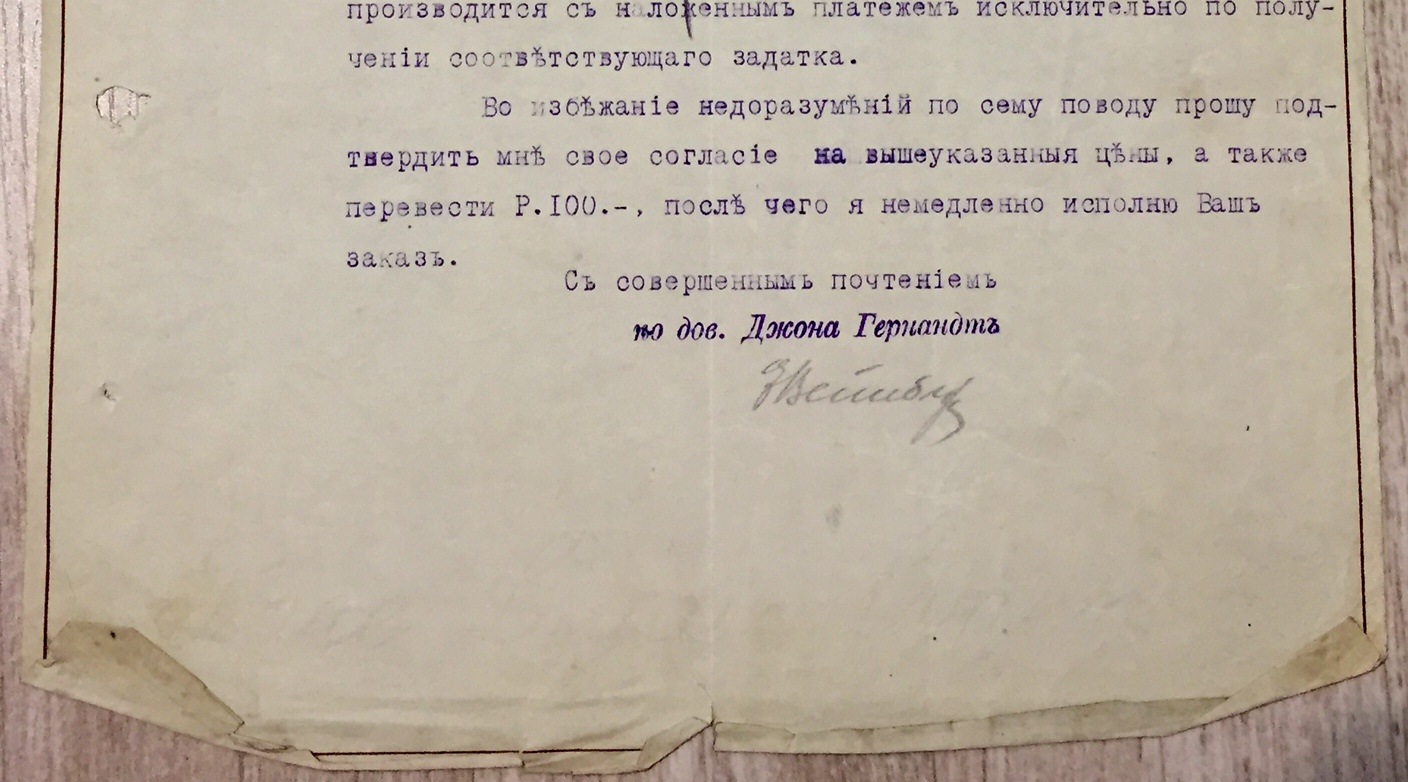 производится съ наложеннымъ платежемъ исключительно по полу-
ченіи соотвѣтствующаго задатка.
Во избѣжаніе недоразумѣній по сему поводу прошу под-
твердить мнѣ свое согласіе на вышеуказанныя цѣны, а также
перевести Р.I00.-, послѣ чего я немедленно исполню Вашъ
заказъ.
Съ совершеннымъ почтеніемъ
по дов. Джона Гернандтъ